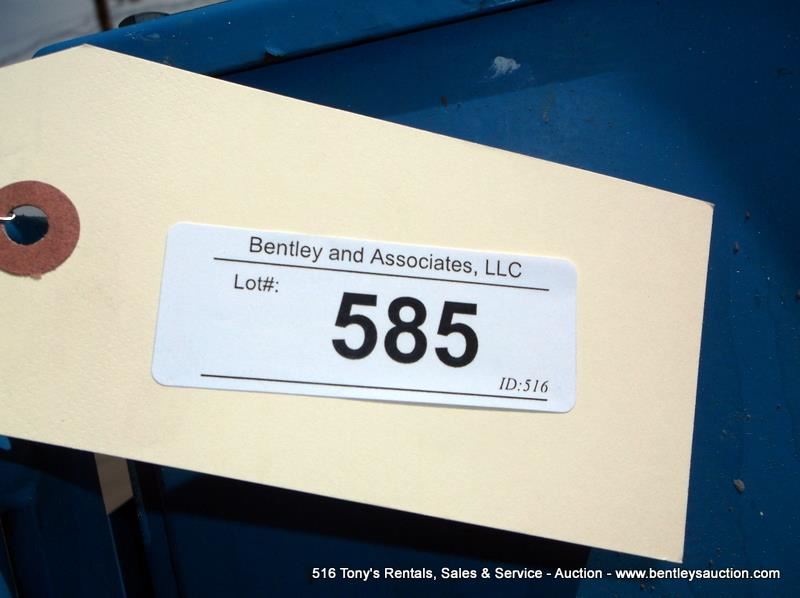 Bentley and Associates, LLC
Lot#:
585
ID:516
516 Tony's Rentals, Sales & Service - Auction - www.bentleysauction.com